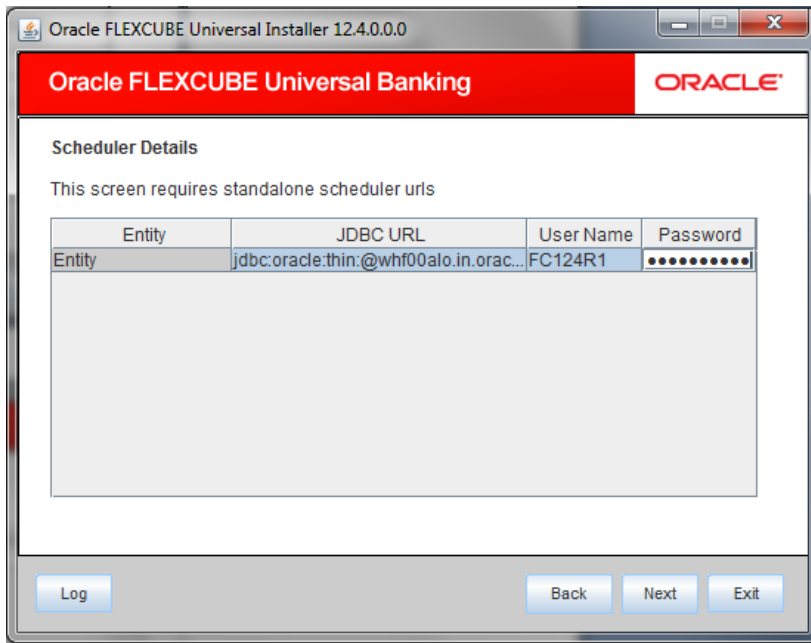 Oracle FLEXCUBE Universal Installer 12.4.0.0.0
Oracle FLEXCUBE Universal Banking ORACLE
Scheduler Details
This screen requires standalone scheduler urls
Entity JDBC URL User Name Password
Entity jdbc:oracle:thin:@whf00alo.in.orac... FC124R1 ●●●●●●●●●●
Log Back Next Exit